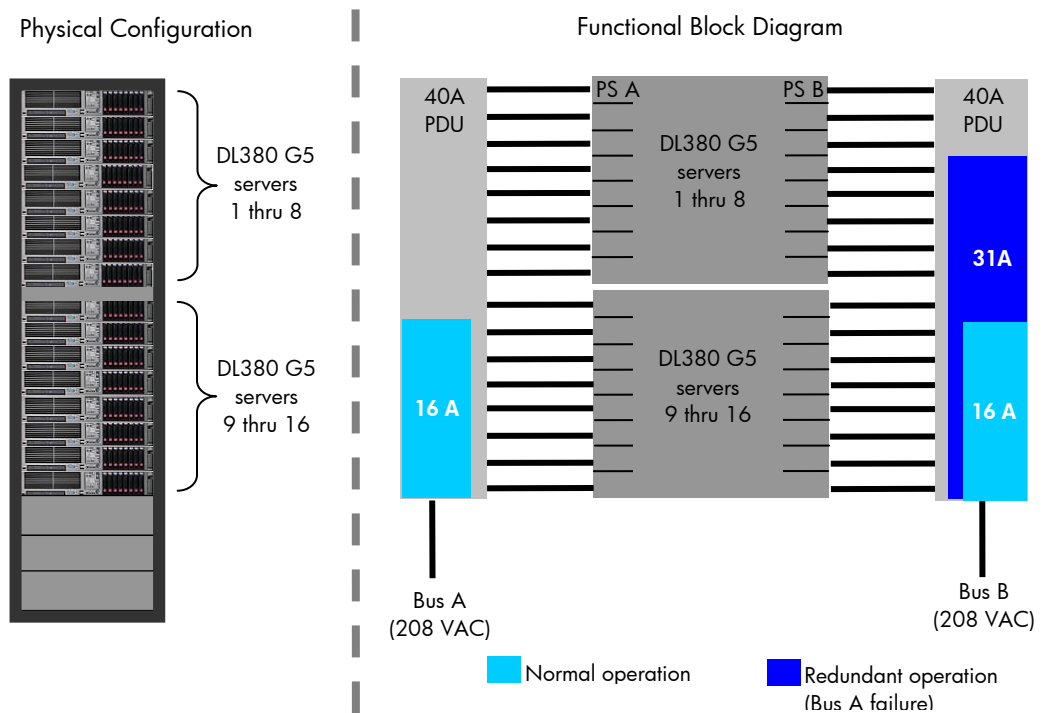 Physical Configuration
Functional Block Diagram
DL380 G5
servers
1 thru 8
DL380 G5
servers
9 thru 16
40A
PDU
PS A
PS B
DL380 G5
servers
1 thru 8
DL380 G5
servers
9 thru 16
40A
PDU
31A
16 A
16 A
Bus A
(208 VAC)
Bus B
(208 VAC)
Normal operation
Redundant operation
(Bus A failure)